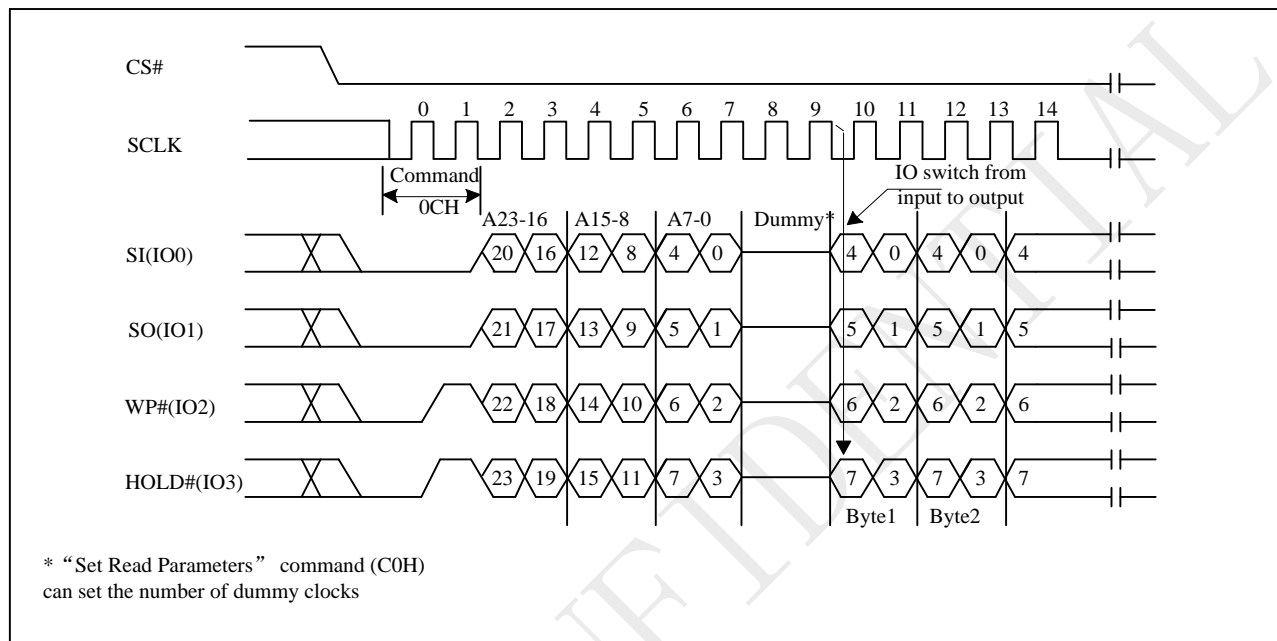 CS#
0 1 2 3 4 5 6 7 8 9 10 11 12 13 14
SCLK
Command
0CH
IO switch from
input to output
A23-16 A15-8 A7-0 Dummy*
SI(IO0) 20 16 12 8 4 0 4 0 4 0 4
SO(IO1) 21 17 13 9 5 1 5 1 5 1 5
WP#(IO2) 22 18 14 10 6 2 6 2 6 2 6
HOLD#(IO3) 23 19 15 11 7 3 7 3 7 3 7
Byte1 Byte2
* “Set Read Parameters” command (C0H)
can set the number of dummy clocks
FIDENTIAL